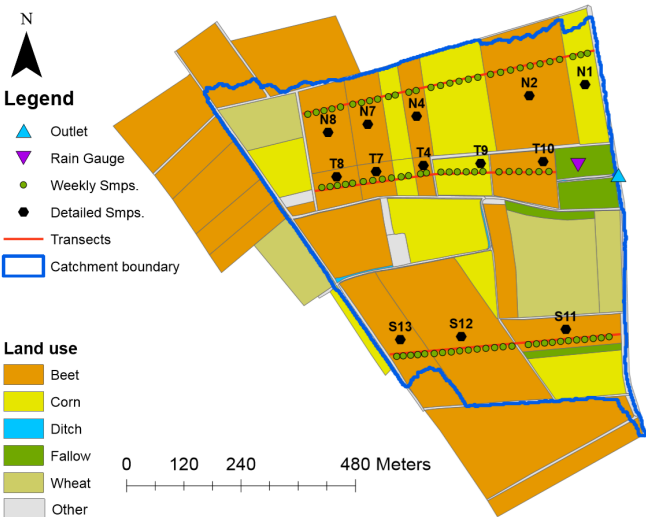 N
Legend
Outlet
Rain Gauge
Weekly Smps.
Detailed Smps.
Transects
Catchment boundary
N1
N2
N4
N7
N8
T10
T9
T4
T7
T8
S11
S12
S13
Land use
Beet
Corn
Ditch
Fallow
Wheat
Other
0 120 240 480 Meters